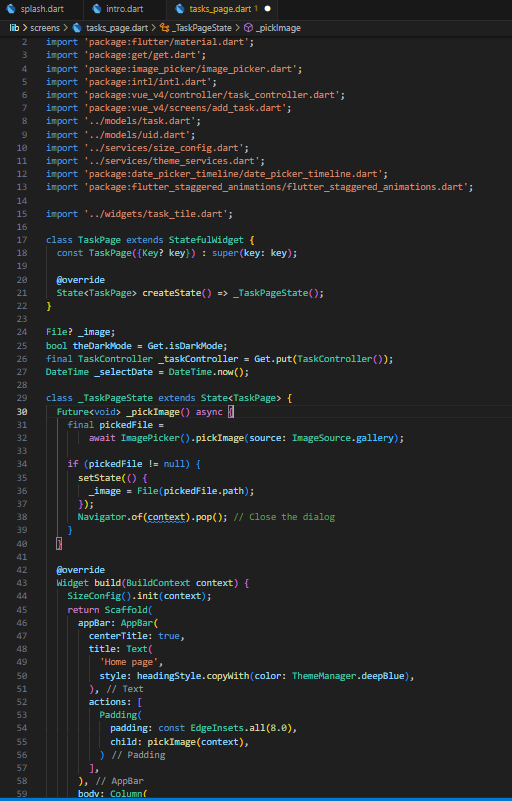 splash.dart
intro.dart
tasks_page.dart 1
lib > screens > tasks_page.dart > _TaskPageState > _pickImage
2 import 'package:flutter/material.dart';
3 import 'package:get/get.dart';
4 import 'package:image_picker/image_picker.dart';
5 import 'package:intl/intl.dart';
6 import 'package:vue_v4/controller/task_controller.dart';
7 import 'package:vue_v4/screens/add_task.dart';
8 import '../models/task.dart';
9 import '../models/uid.dart';
10 import '../services/size_config.dart';
11 import '../services/theme_services.dart';
12 import 'package:date_picker_timeline/date_picker_timeline.dart';
13 import 'package:flutter_staggered_animations/flutter_staggered_animations.dart';
14
15 import '../widgets/task_tile.dart';
16
17 class TaskPage extends StatefulWidget {
18   const TaskPage({Key? key}) : super(key: key);
19
20   @override
21   State<TaskPage> createState() => _TaskPageState();
22 }
23
24 File? _image;
25 bool theDarkMode = Get.isDarkMode;
26 final TaskController _taskController = Get.put(TaskController());
27 DateTime _selectDate = DateTime.now();
28
29 class _TaskPageState extends State<TaskPage> {
30   Future<void> _pickImage() async {
31     final pickedFile =
32         await ImagePicker().pickImage(source: ImageSource.gallery);
33
34     if (pickedFile != null) {
35       setState(() {
36         _image = File(pickedFile.path);
37       });
38       Navigator.of(context).pop(); // Close the dialog
39     }
40   }
41
42   @override
43   Widget build(BuildContext context) {
44     SizeConfig().init(context);
45     return Scaffold(
46       appBar: AppBar(
47         centerTitle: true,
48         title: Text(
49           'Home page',
50           style: headingStyle.copyWith(color: ThemeManager.deepBlue),
51         ), // Text
52         actions: [
53           Padding(
54             padding: const EdgeInsets.all(8.0),
55             child: pickImage(context),
56           ) // Padding
57         ],
58       ), // AppBar
59       body: Column(